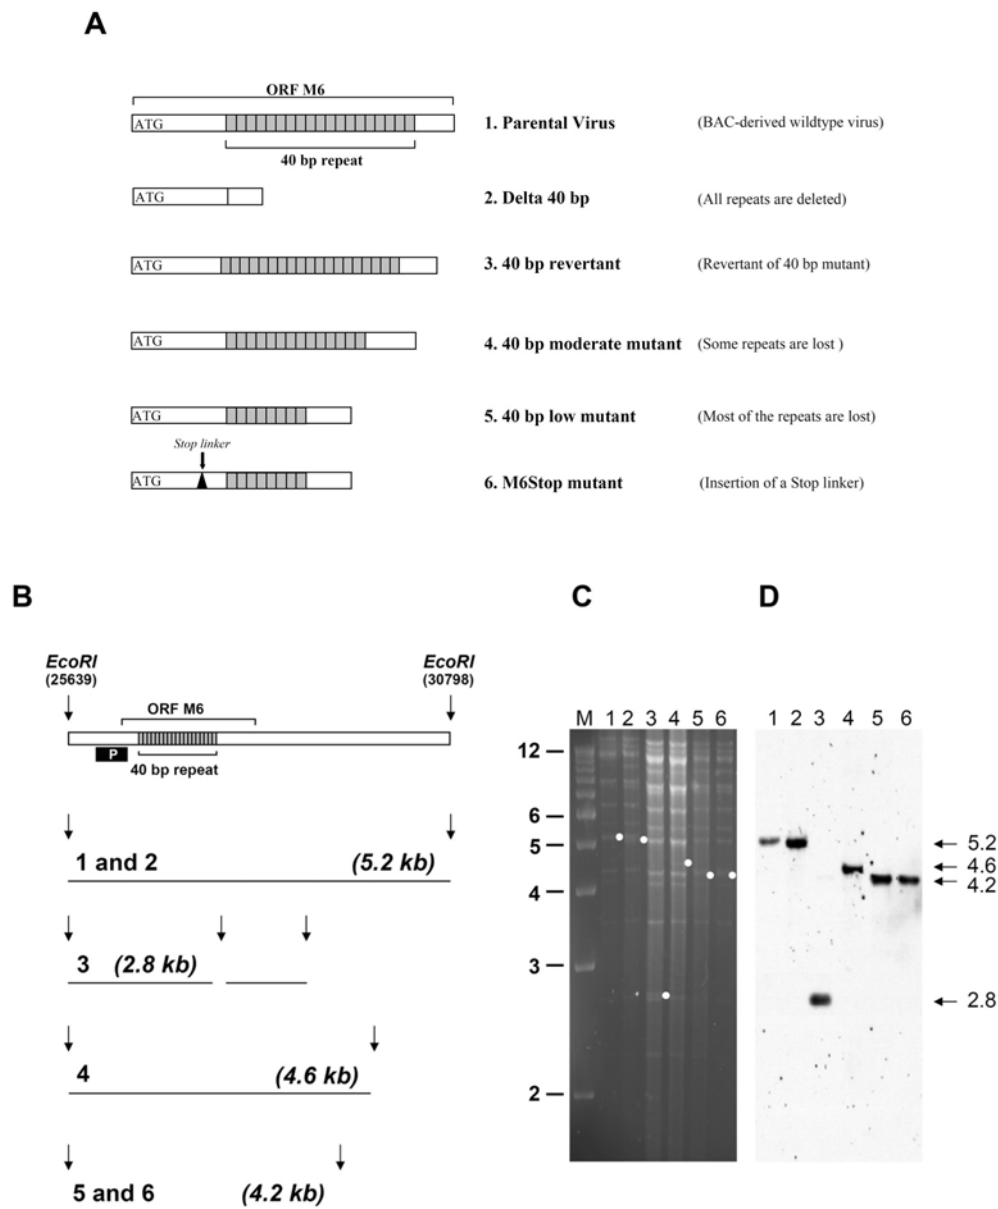 A
ORF M6
ATG
1. Parental Virus
(BAC-derived wildtype virus)
40 bp repeat
ATG
2. Delta 40 bp
(All repeats are deleted)
ATG
3. 40 bp revertant
(Revertant of 40 bp mutant)
ATG
4. 40 bp moderate mutant
(Some repeats are lost )
ATG
5. 40 bp low mutant
(Most of the repeats are lost)
Stop linker
ATG
6. M6Stop mutant
(Insertion of a Stop linker)
B
EcoRI
(25639)
EcoRI
(30798)
ORF M6
P
40 bp repeat
1 and 2 (5.2 kb)
3 (2.8 kb)
4 (4.6 kb)
5 and 6 (4.2 kb)
C
M 1 2 3 4 5 6
12
6
5
4
3
2
D
1 2 3 4 5 6
5.2
4.6
4.2
2.8